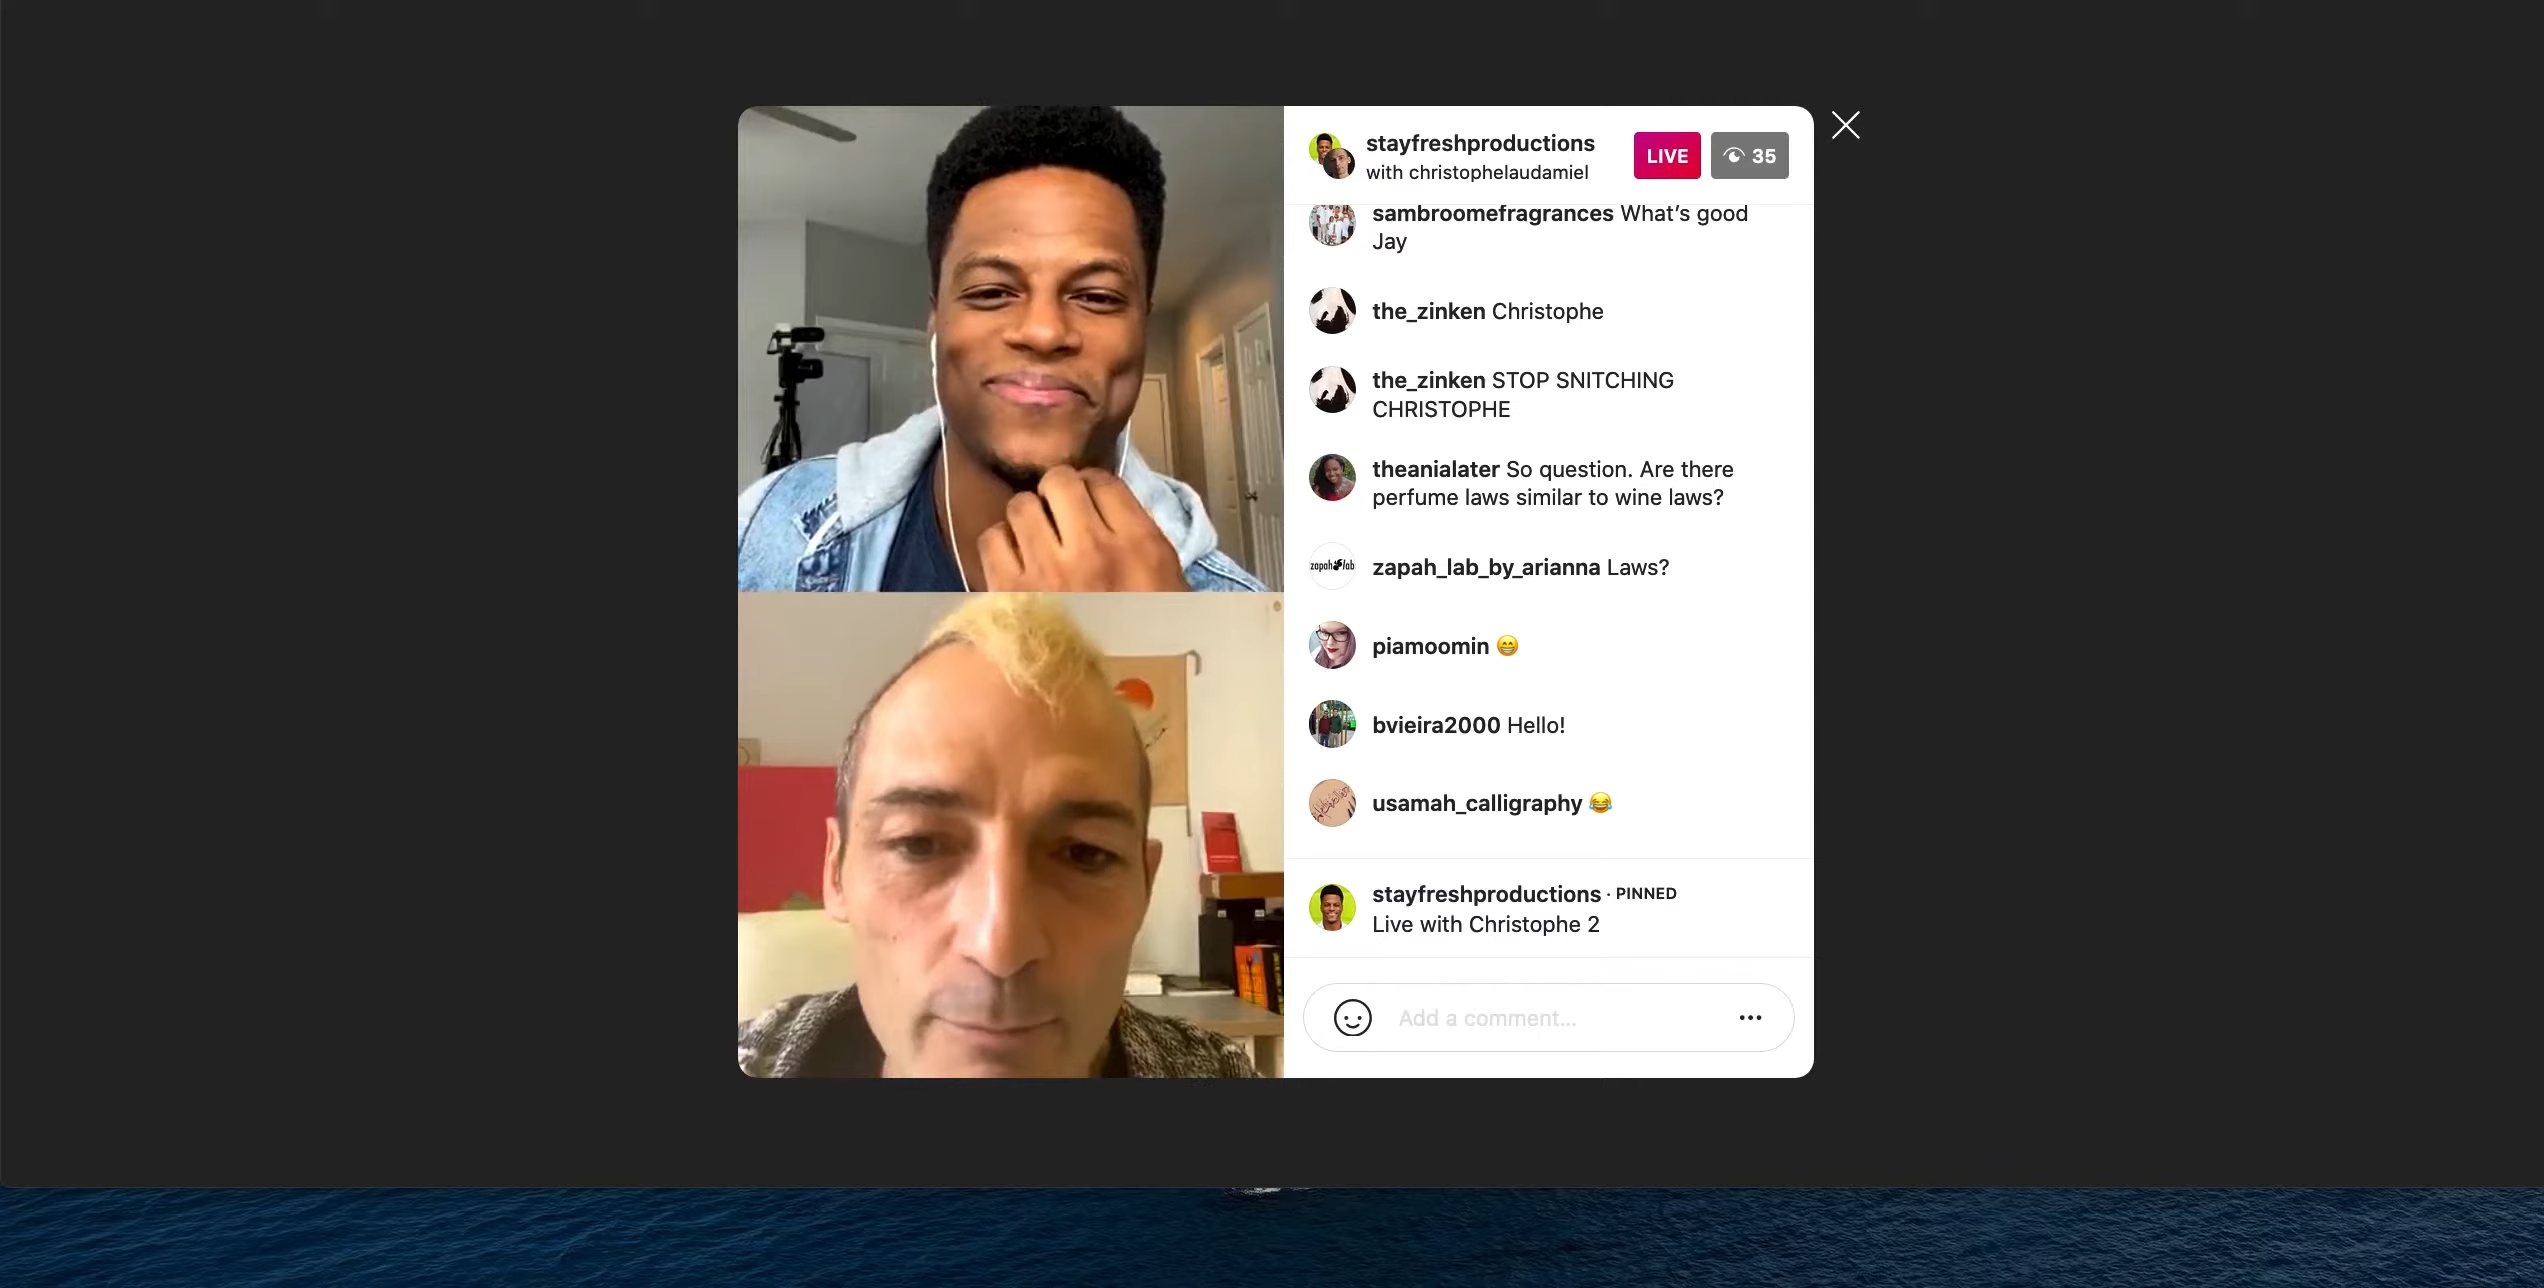 stayfreshproductions
with christophelaudamiel
LIVE
35
sambroomefragrances What’s good
Jay
the_zinken Christophe
the_zinken STOP SNITCHING
CHRISTOPHE
theanialater So question. Are there
perfume laws similar to wine laws?
zapah lab
zapah_lab_by_arianna Laws?
piamoomin 😁
bvieira2000 Hello!
usamah_calligraphy 😂
stayfreshproductions · PINNED
Live with Christophe 2
Add a comment...